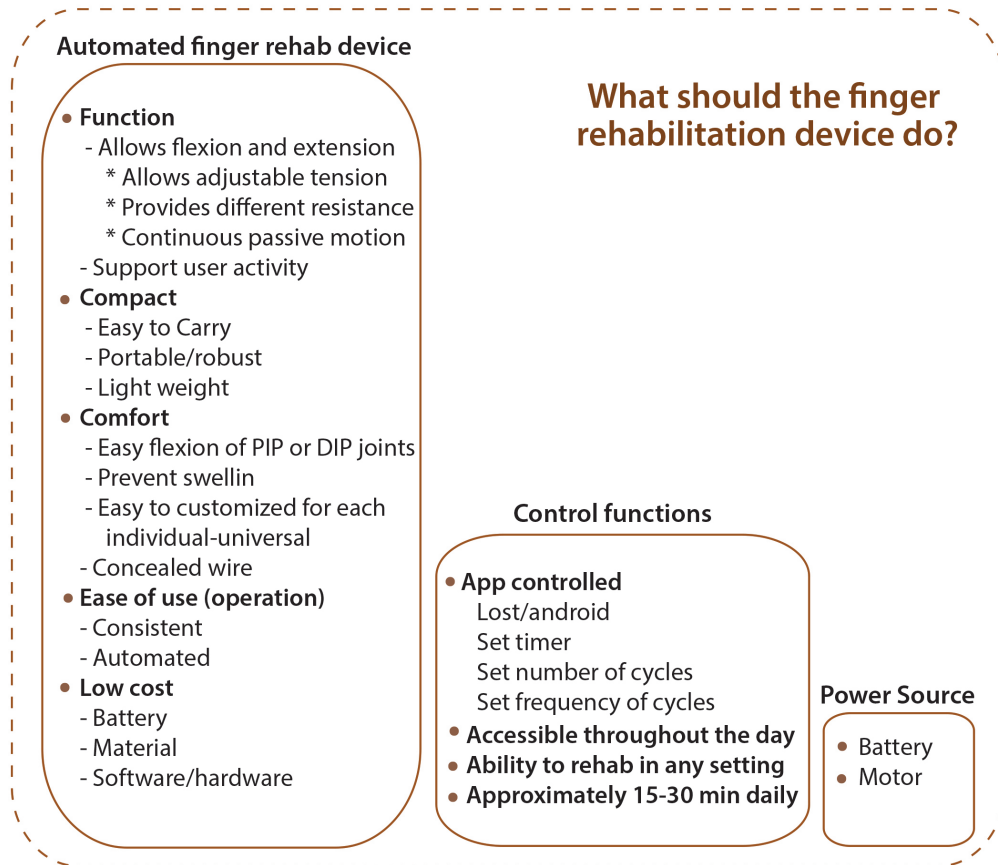 Automated finger rehab device
What should the finger
rehabilitation device do?
• Function
- Allows flexion and extension
* Allows adjustable tension
* Provides different resistance
* Continuous passive motion
- Support user activity
• Compact
- Easy to Carry
- Portable/robust
- Light weight
• Comfort
- Easy flexion of PIP or DIP joints
- Prevent swellin
- Easy to customized for each
individual-universal
- Concealed wire
• Ease of use (operation)
- Consistent
- Automated
• Low cost
- Battery
- Material
- Software/hardware
Control functions
• App controlled
Lost/android
Set timer
Set number of cycles
Set frequency of cycles
• Accessible throughout the day
• Ability to rehab in any setting
• Approximately 15-30 min daily
Power Source
• Battery
• Motor